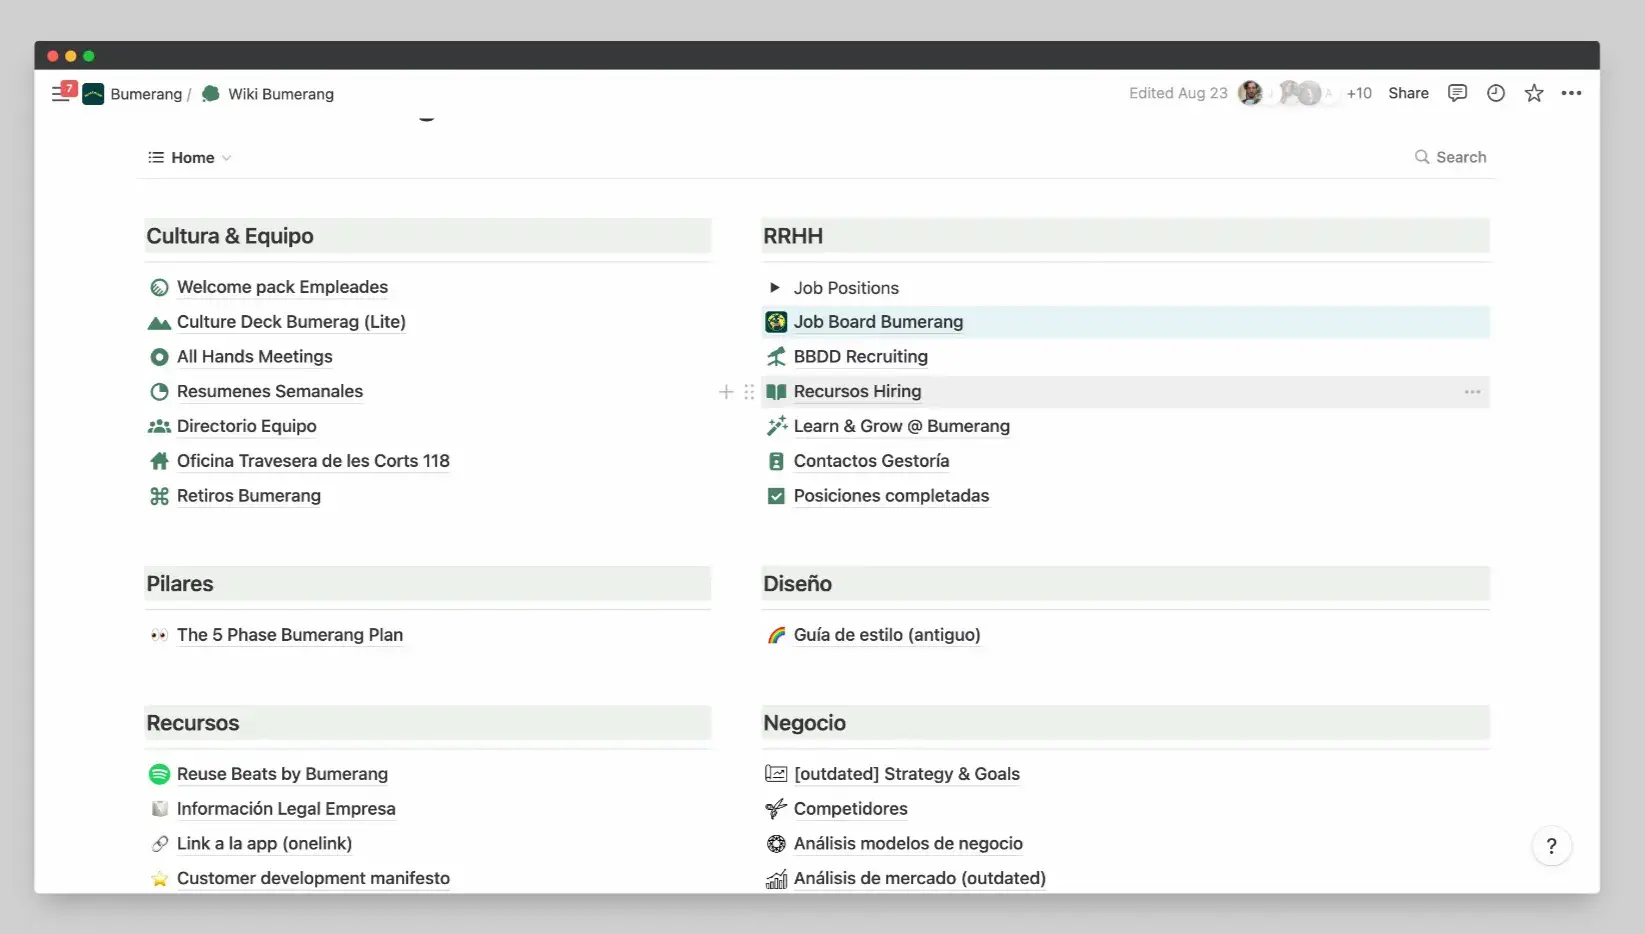 7 Bumerang / Wiki Bumerang
Edited Aug 23 +10 Share
Home
Search
Cultura & Equipo
Welcome pack Empleades
Culture Deck Bumerag (Lite)
All Hands Meetings
Resumenes Semanales
Directorio Equipo
Oficina Travesera de les Corts 118
Retiros Bumerang
RRHH
Job Positions
Job Board Bumerang
BBDD Recruiting
Recursos Hiring
Learn & Grow @ Bumerang
Contactos Gestoría
Posiciones completadas
Pilares
The 5 Phase Bumerang Plan
Diseño
Guía de estilo (antiguo)
Recursos
Reuse Beats by Bumerang
Información Legal Empresa
Link a la app (onelink)
Customer development manifesto
Negocio
[outdated] Strategy & Goals
Competidores
Análisis modelos de negocio
Análisis de mercado (outdated)
?